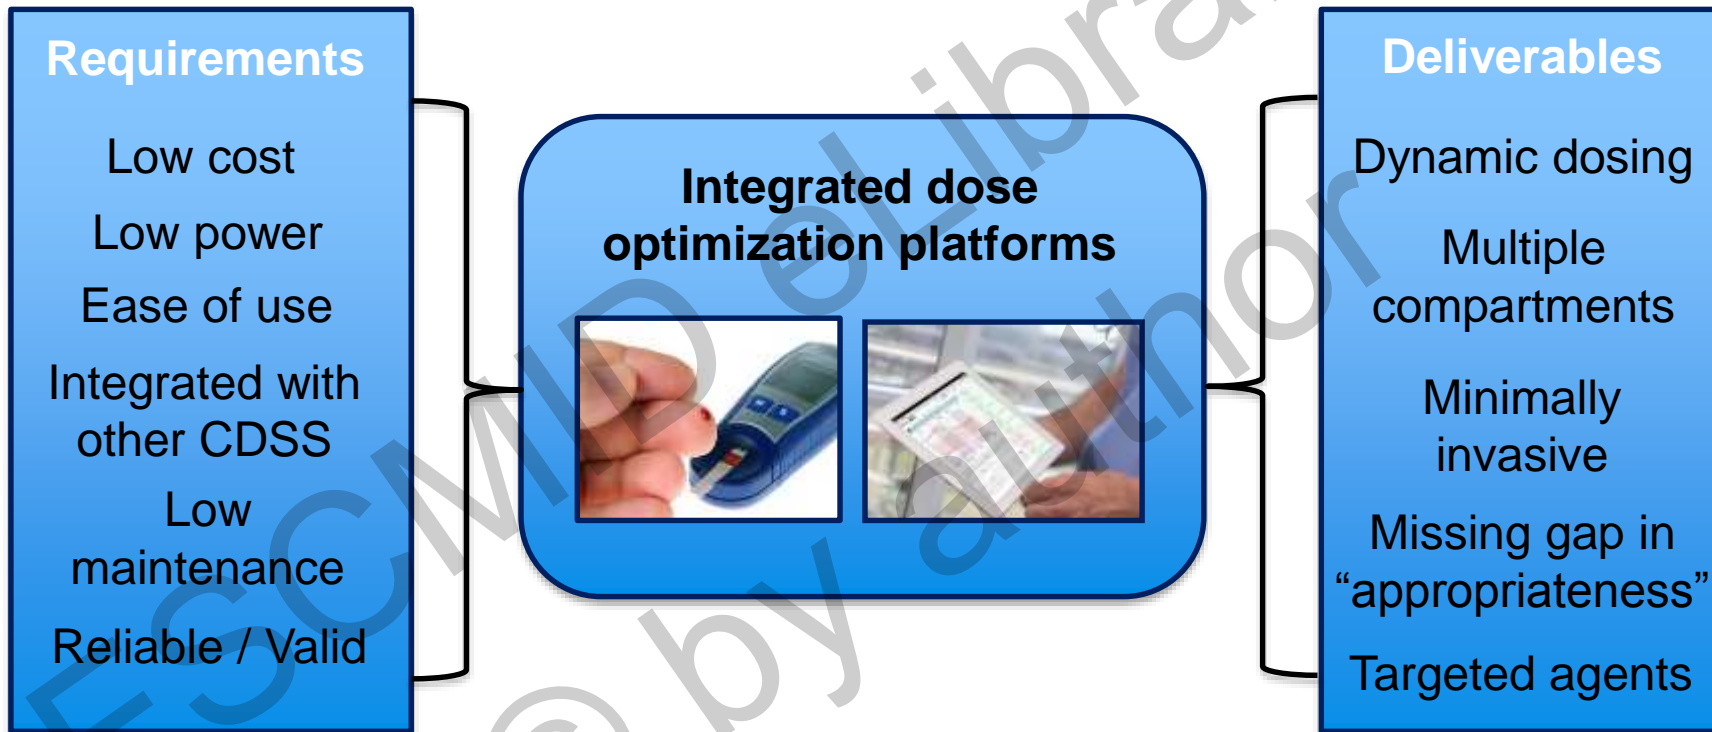 Requirements
Low cost
Low power
Ease of use
Integrated with
other CDSS
Low
maintenance
Reliable / Valid
Integrated dose
optimization platforms
Deliverables
Dynamic dosing
Multiple
compartments
Minimally
invasive
Missing gap in
“appropriateness”
Targeted agents
ESCMID eLibra
© by author